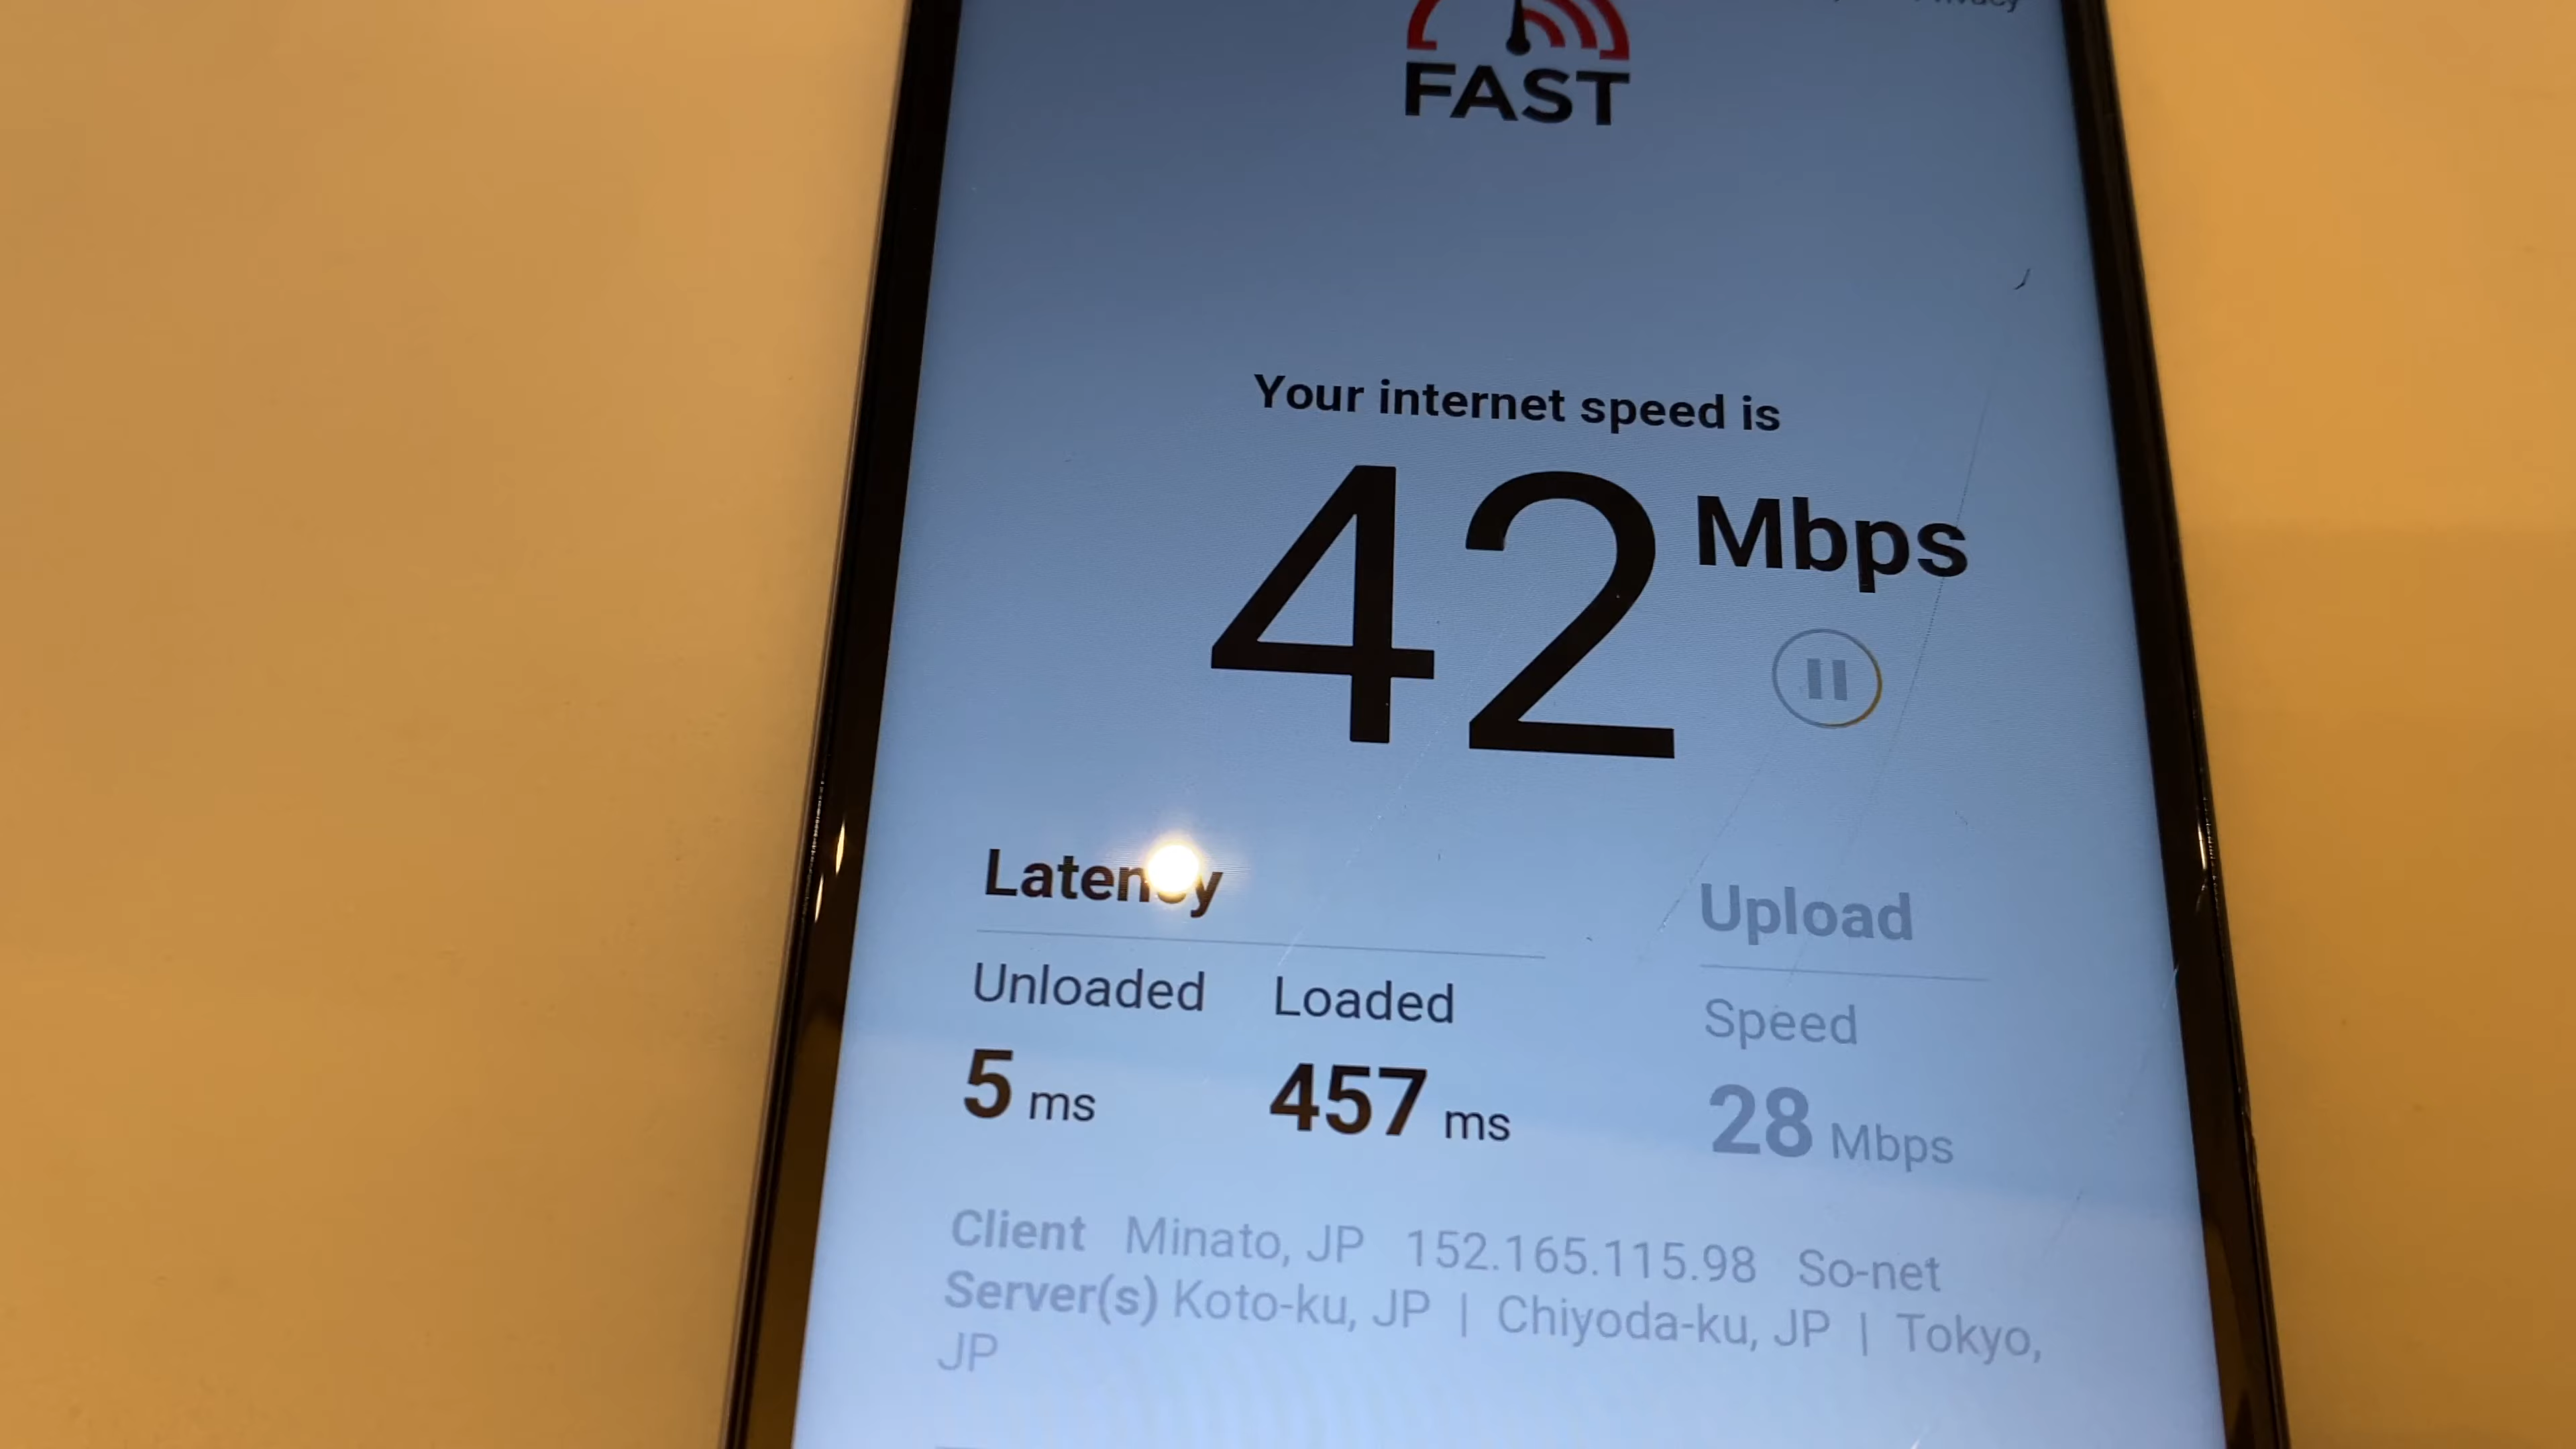 FAST
Your internet speed is
42 Mbps
Latency
Upload
Unloaded Loaded
Speed
5 ms 457 ms
28 Mbps
Client Minato, JP 152.165.115.98 So-net
Server(s) Koto-ku, JP | Chiyoda-ku, JP | Tokyo,
JP